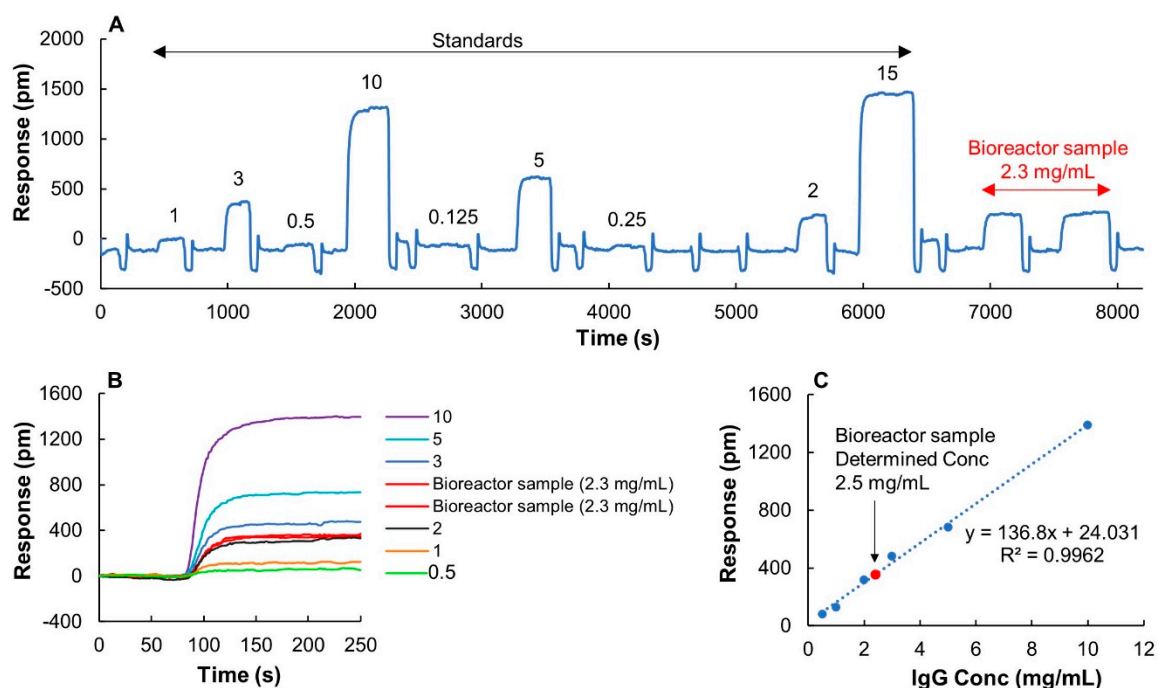 A
Response (pm)
2000
1500
1000
500
0
-500
Standards
1
3
0.5
10
0.125
5
0.25
2
15
Bioreactor sample
2.3 mg/mL
0 1000 2000 3000 4000 5000 6000 7000 8000
Time (s)
B
Response (pm)
1600
1200
800
400
0
-400
0 50 100 150 200 250
Time (s)
10
5
3
Bioreactor sample (2.3 mg/mL)
Bioreactor sample (2.3 mg/mL)
2
1
0.5
C
Response (pm)
1600
1200
800
400
0
Bioreactor sample
Determined Conc
2.5 mg/mL
y = 136.8x + 24.031
R² = 0.9962
0 2 4 6 8 10 12
IgG Conc (mg/mL)